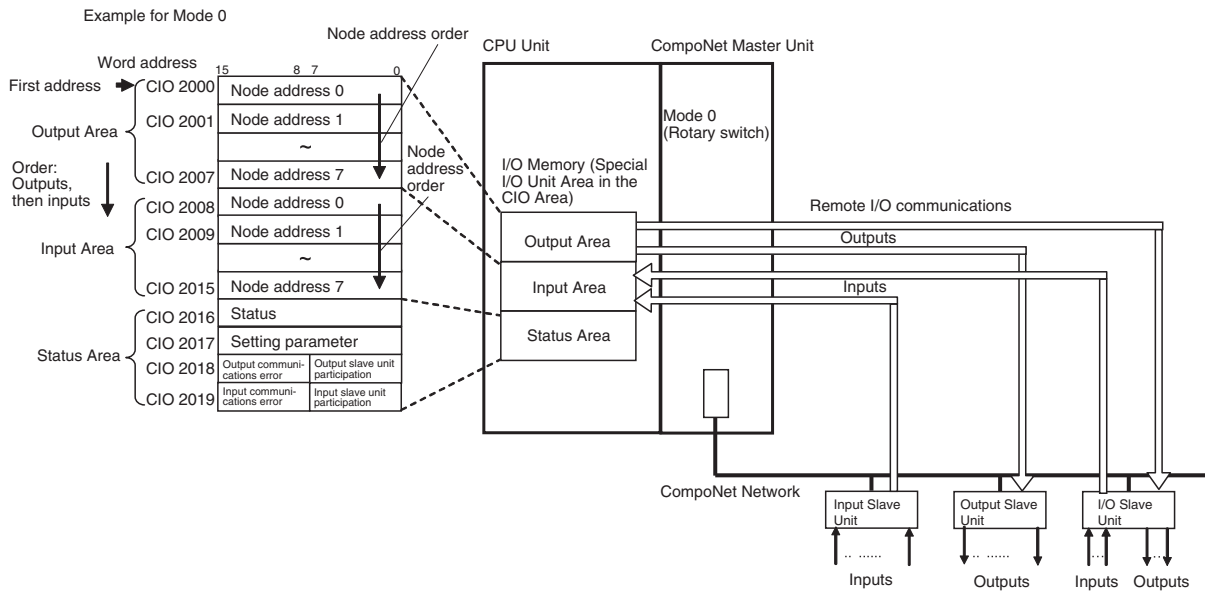 Example for Mode 0
Node address order
Word address
15 8 7 0
First address
CIO 2000 Node address 0
CIO 2001 Node address 1
~
CIO 2007 Node address 7
Output Area
Order:
Outputs,
then inputs
Node
address
order
CIO 2008 Node address 0
CIO 2009 Node address 1
~
CIO 2015 Node address 7
Input Area
CIO 2016 Status
CIO 2017 Setting parameter
CIO 2018 Output communi-
cations error
Output slave unit
participation
CIO 2019 Input communi-
cations error
Input slave unit
participation
Status Area
CPU Unit
CompoNet Master Unit
Mode 0
(Rotary switch)
I/O Memory (Special
I/O Unit Area in the
CIO Area)
Output Area
Input Area
Status Area
Remote I/O communications
Outputs
Inputs
CompoNet Network
Input Slave
Unit
Output Slave
Unit
I/O Slave
Unit
Inputs
Outputs
Inputs
Outputs